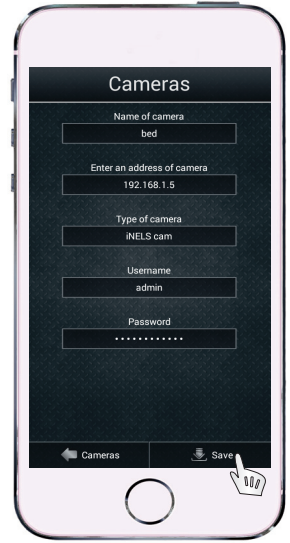 Cameras
Name of camera
bed
Enter an address of camera
192.168.1.5
Type of camera
iNELS cam
Username
admin
Password
············
Cameras
Save